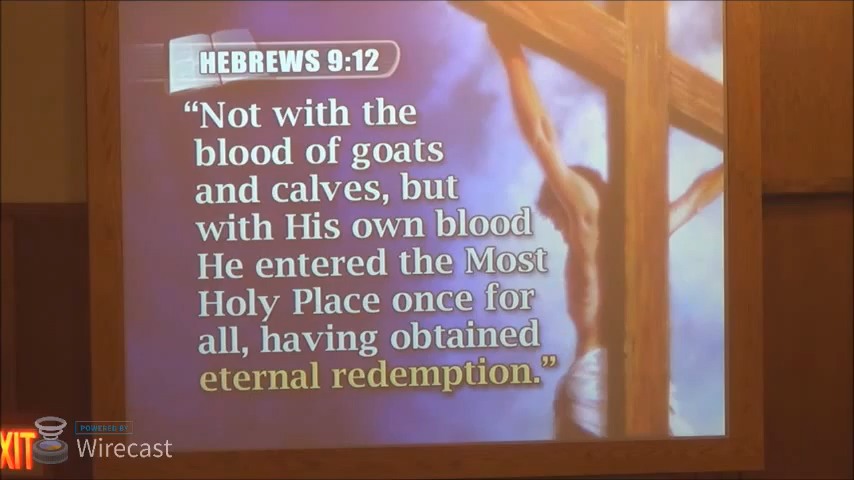 HEBREWS 9:12
“Not with the
blood of goats
and calves, but
with His own blood
He entered the Most
Holy Place once for
all, having obtained
eternal redemption.”
XIT
POWERED BY
Wirecast